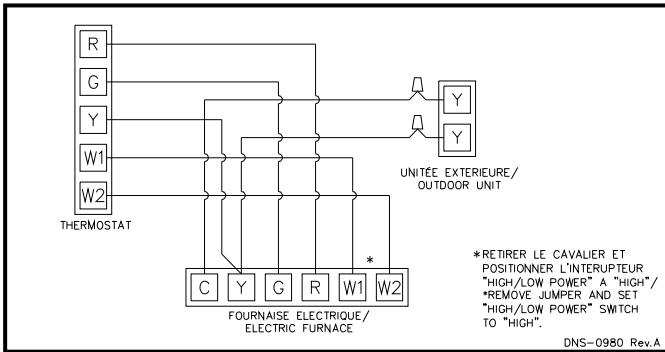 R
G
Y
W1
W2
THERMOSTAT
Y
Y
UNITÉE EXTERIEURE/
OUTDOOR UNIT
*
C Y G R W1 W2
FOURNAISE ELECTRIQUE/
ELECTRIC FURNACE
*RETIRER LE CAVALIER ET
POSITIONNER L'INTERUPTEUR
"HIGH/LOW POWER" A "HIGH"/
*REMOVE JUMPER AND SET
"HIGH/LOW POWER" SWITCH
TO "HIGH".
DNS-0980 Rev.A